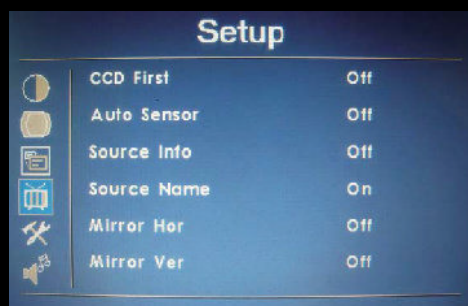 Setup
CCD First Off
Auto Sensor Off
Source Info Off
Source Name On
Mirror Hor Off
Mirror Ver Off